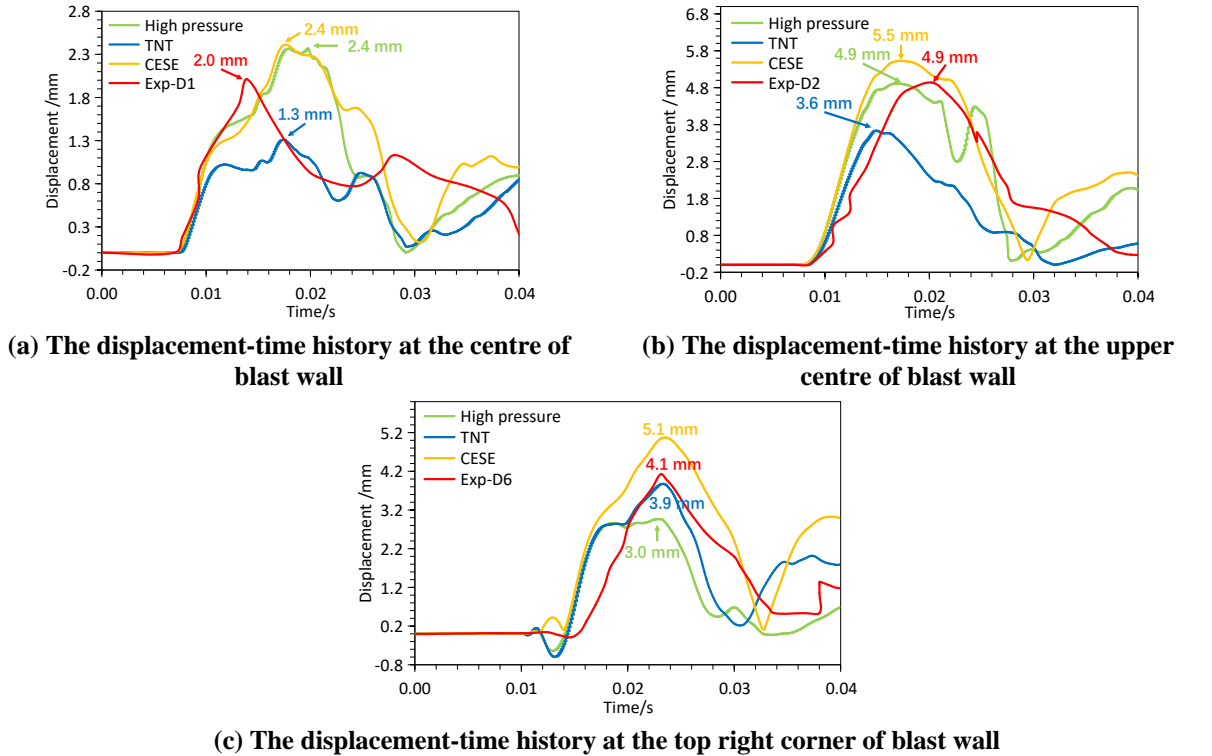 2.8
2.3
1.8
1.3
0.8
0.3
-0.2
Displacement /mm
High pressure
TNT
CESE
Exp-D1
2.4 mm
2.4 mm
2.0 mm
1.3 mm
0.00
0.01
0.02
0.03
0.04
Time/s
(a) The displacement-time history at the centre of
blast wall
6.8
5.8
4.8
3.8
2.8
1.8
0.8
-0.2
Displacement /mm
High pressure
TNT
CESE
Exp-D2
5.5 mm
4.9 mm
4.9 mm
3.6 mm
0.00
0.01
0.02
0.03
0.04
Time/s
(b) The displacement-time history at the upper
centre of blast wall
5.2
4.2
3.2
2.2
1.2
0.2
-0.8
Displacement /mm
High pressure
TNT
CESE
Exp-D6
5.1 mm
4.1 mm
3.9 mm
3.0 mm
0.00
0.01
0.02
0.03
0.04
Time/s
(c) The displacement-time history at the top right corner of blast wall